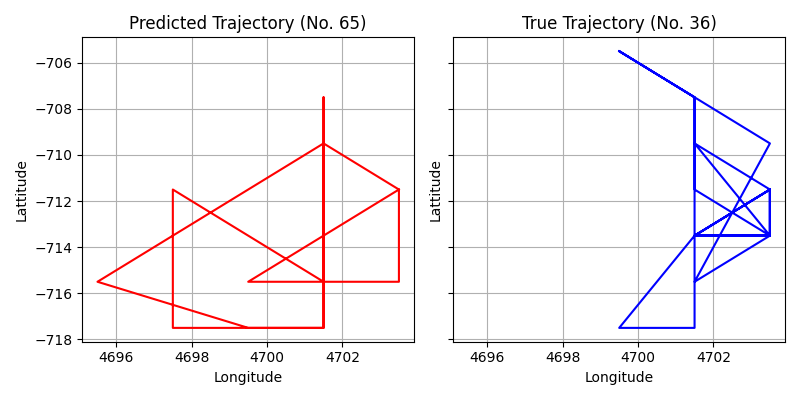 Predicted Trajectory (No. 65)
True Trajectory (No. 36)
Lattitude
−706
−708
−710
−712
−714
−716
−718
4696
4698
4700
4702
Longitude
Lattitude
4696
4698
4700
4702
Longitude